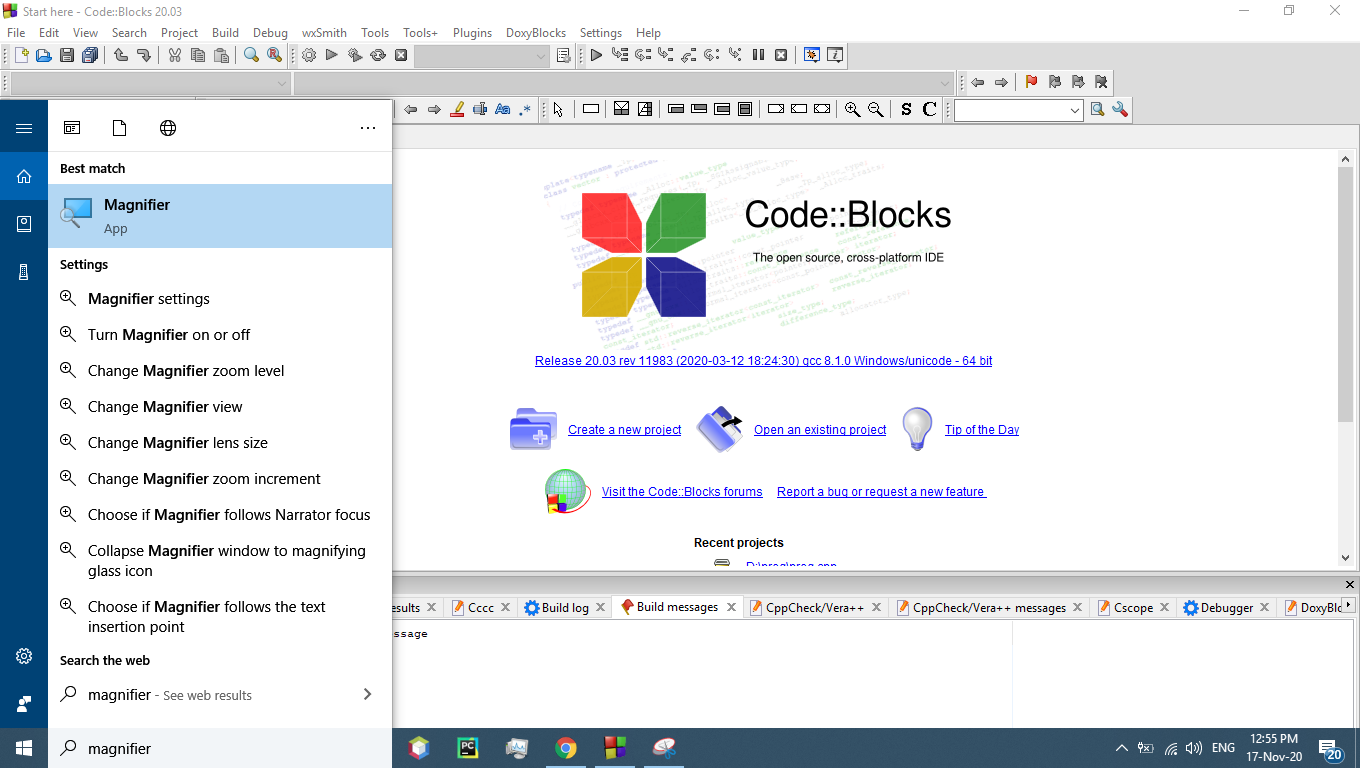 Start here - Code::Blocks 20.03
File Edit View Search Project Build Debug wxSmith Tools Tools+ Plugins DoxyBlocks Settings Help
Best match
Magnifier
App
Settings
Magnifier settings
Turn Magnifier on or off
Change Magnifier zoom level
Change Magnifier view
Change Magnifier lens size
Change Magnifier zoom increment
Choose if Magnifier follows Narrator focus
Collapse Magnifier window to magnifying
glass icon
Choose if Magnifier follows the text
insertion point
Search the web
magnifier - See web results
magnifier
S C
Code::Blocks
The open source, cross-platform IDE
Release 20.03 rev 11983 (2020-03-12 18:24:30) gcc 8.1.0 Windows/unicode - 64 bit
Create a new project Open an existing project Tip of the Day
Visit the Code::Blocks forums Report a bug or request a new feature
Recent projects
esults Cccc Build log Build messages CppCheck/Vera++ CppCheck/Vera++ messages Cscope Debugger DoxyBlo
ssage
PC
ENG
12:55 PM
17-Nov-20
20